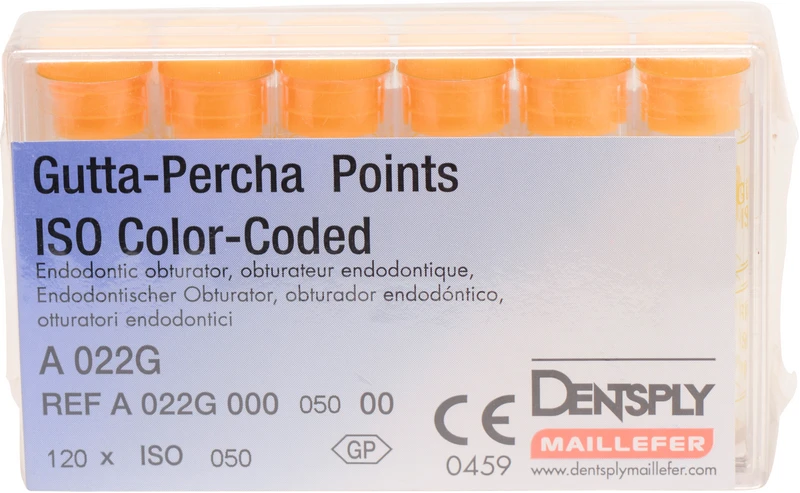 Gutta-Percha Points
ISO Color-Coded
Endodontic obturator, obturateur endodontique,
Endodontischer Obturator, obturador endodóntico,
otturatori endodontici
A 022G
REF A 022G 000 050 00
120 x ISO 050
GP
CE
0459
DENTSPLY
MAILLEFER
www.dentsplymaillefer.com